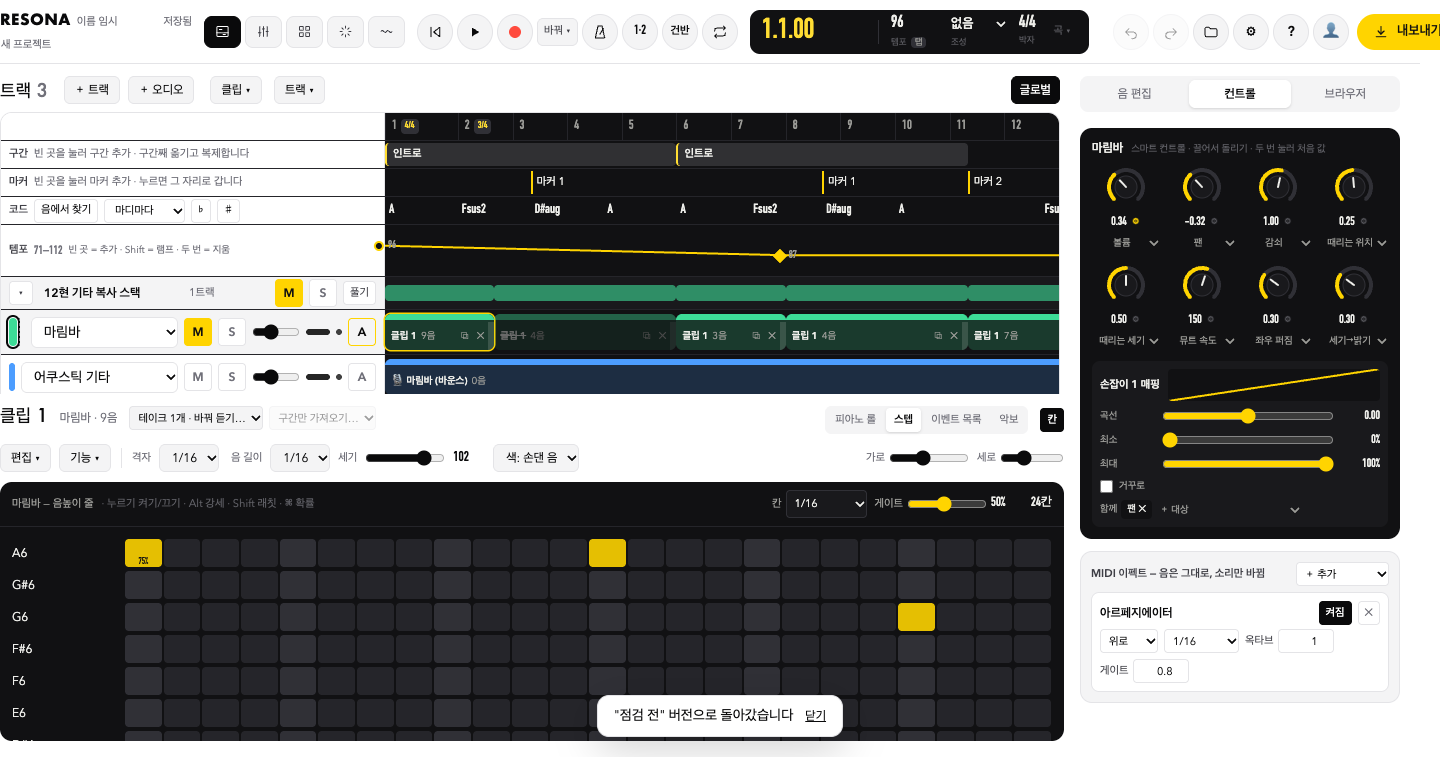 RESONA 이름 임시 저장됨
새 프로젝트
바꿔 ▾ 1·2 건반
1.1.00 96 없음 4/4
템포 탭 조성 박자 곡 ▾
? 내보내기
트랙 3 + 트랙 + 오디오 클립 ▾ 트랙 ▾ 글로벌
음 편집 컨트롤 브라우저
1 4/4 2 3/4 3 4 5 6 7 8 9 10 11 12
구간 빈 곳을 눌러 구간 추가 · 구간째 옮기고 복제합니다 인트로 인트로
마커 빈 곳을 눌러 마커 추가 · 누르면 그 자리로 갑니다 마커 1 마커 1 마커 2
코드 음에서 찾기 마디마다 ♭ # A Fsus2 D#aug A A Fsus2 D#aug A Fsu
템포 71–112 빈 곳 = 추가 · Shift = 램프 · 두 번 = 지움 96 87
12현 기타 복사 스택 1트랙 M S 풀기
마림바 M S A 클립 1 9음 클립 1 4음 클립 1 3음 클립 1 4음 클립 1 7음
어쿠스틱 기타 M S A 마림바 (바운스) 0음
클립 1 마림바 · 9음 테이크 1개 · 바꿔 듣기… 구간만 가져오기… 피아노 롤 스텝 이벤트 목록 악보 칸
편집 ▾ 기능 ▾ 격자 1/16 음 길이 1/16 세기 102 색: 손댄 음 가로 세로
마림바 – 음높이 줄 · 누르기 켜기/끄기 · Alt 강세 · Shift 래칫 · ⌘ 확률 칸 1/16 게이트 50% 24칸
A6 75%
G#6
G6
F#6
F6
E6
마림바 스마트 컨트롤 · 끌어서 돌리기 · 두 번 눌러 처음 값
0.34 -0.32 1.00 0.25
볼륨 팬 감쇠 때리는 위치
0.50 150 0.30 0.30
때리는 세기 뮤트 속도 좌우 퍼짐 세기→밝기
손잡이 1 매핑
곡선 0.00
최소 0%
최대 100%
거꾸로
함께 팬 ✕ + 대상
MIDI 이펙트 – 음은 그대로, 소리만 바뀜 + 추가
아르페지에이터 켜짐 ✕
위로 1/16 옥타브 1
게이트 0.8
"점검 전" 버전으로 돌아갔습니다 닫기